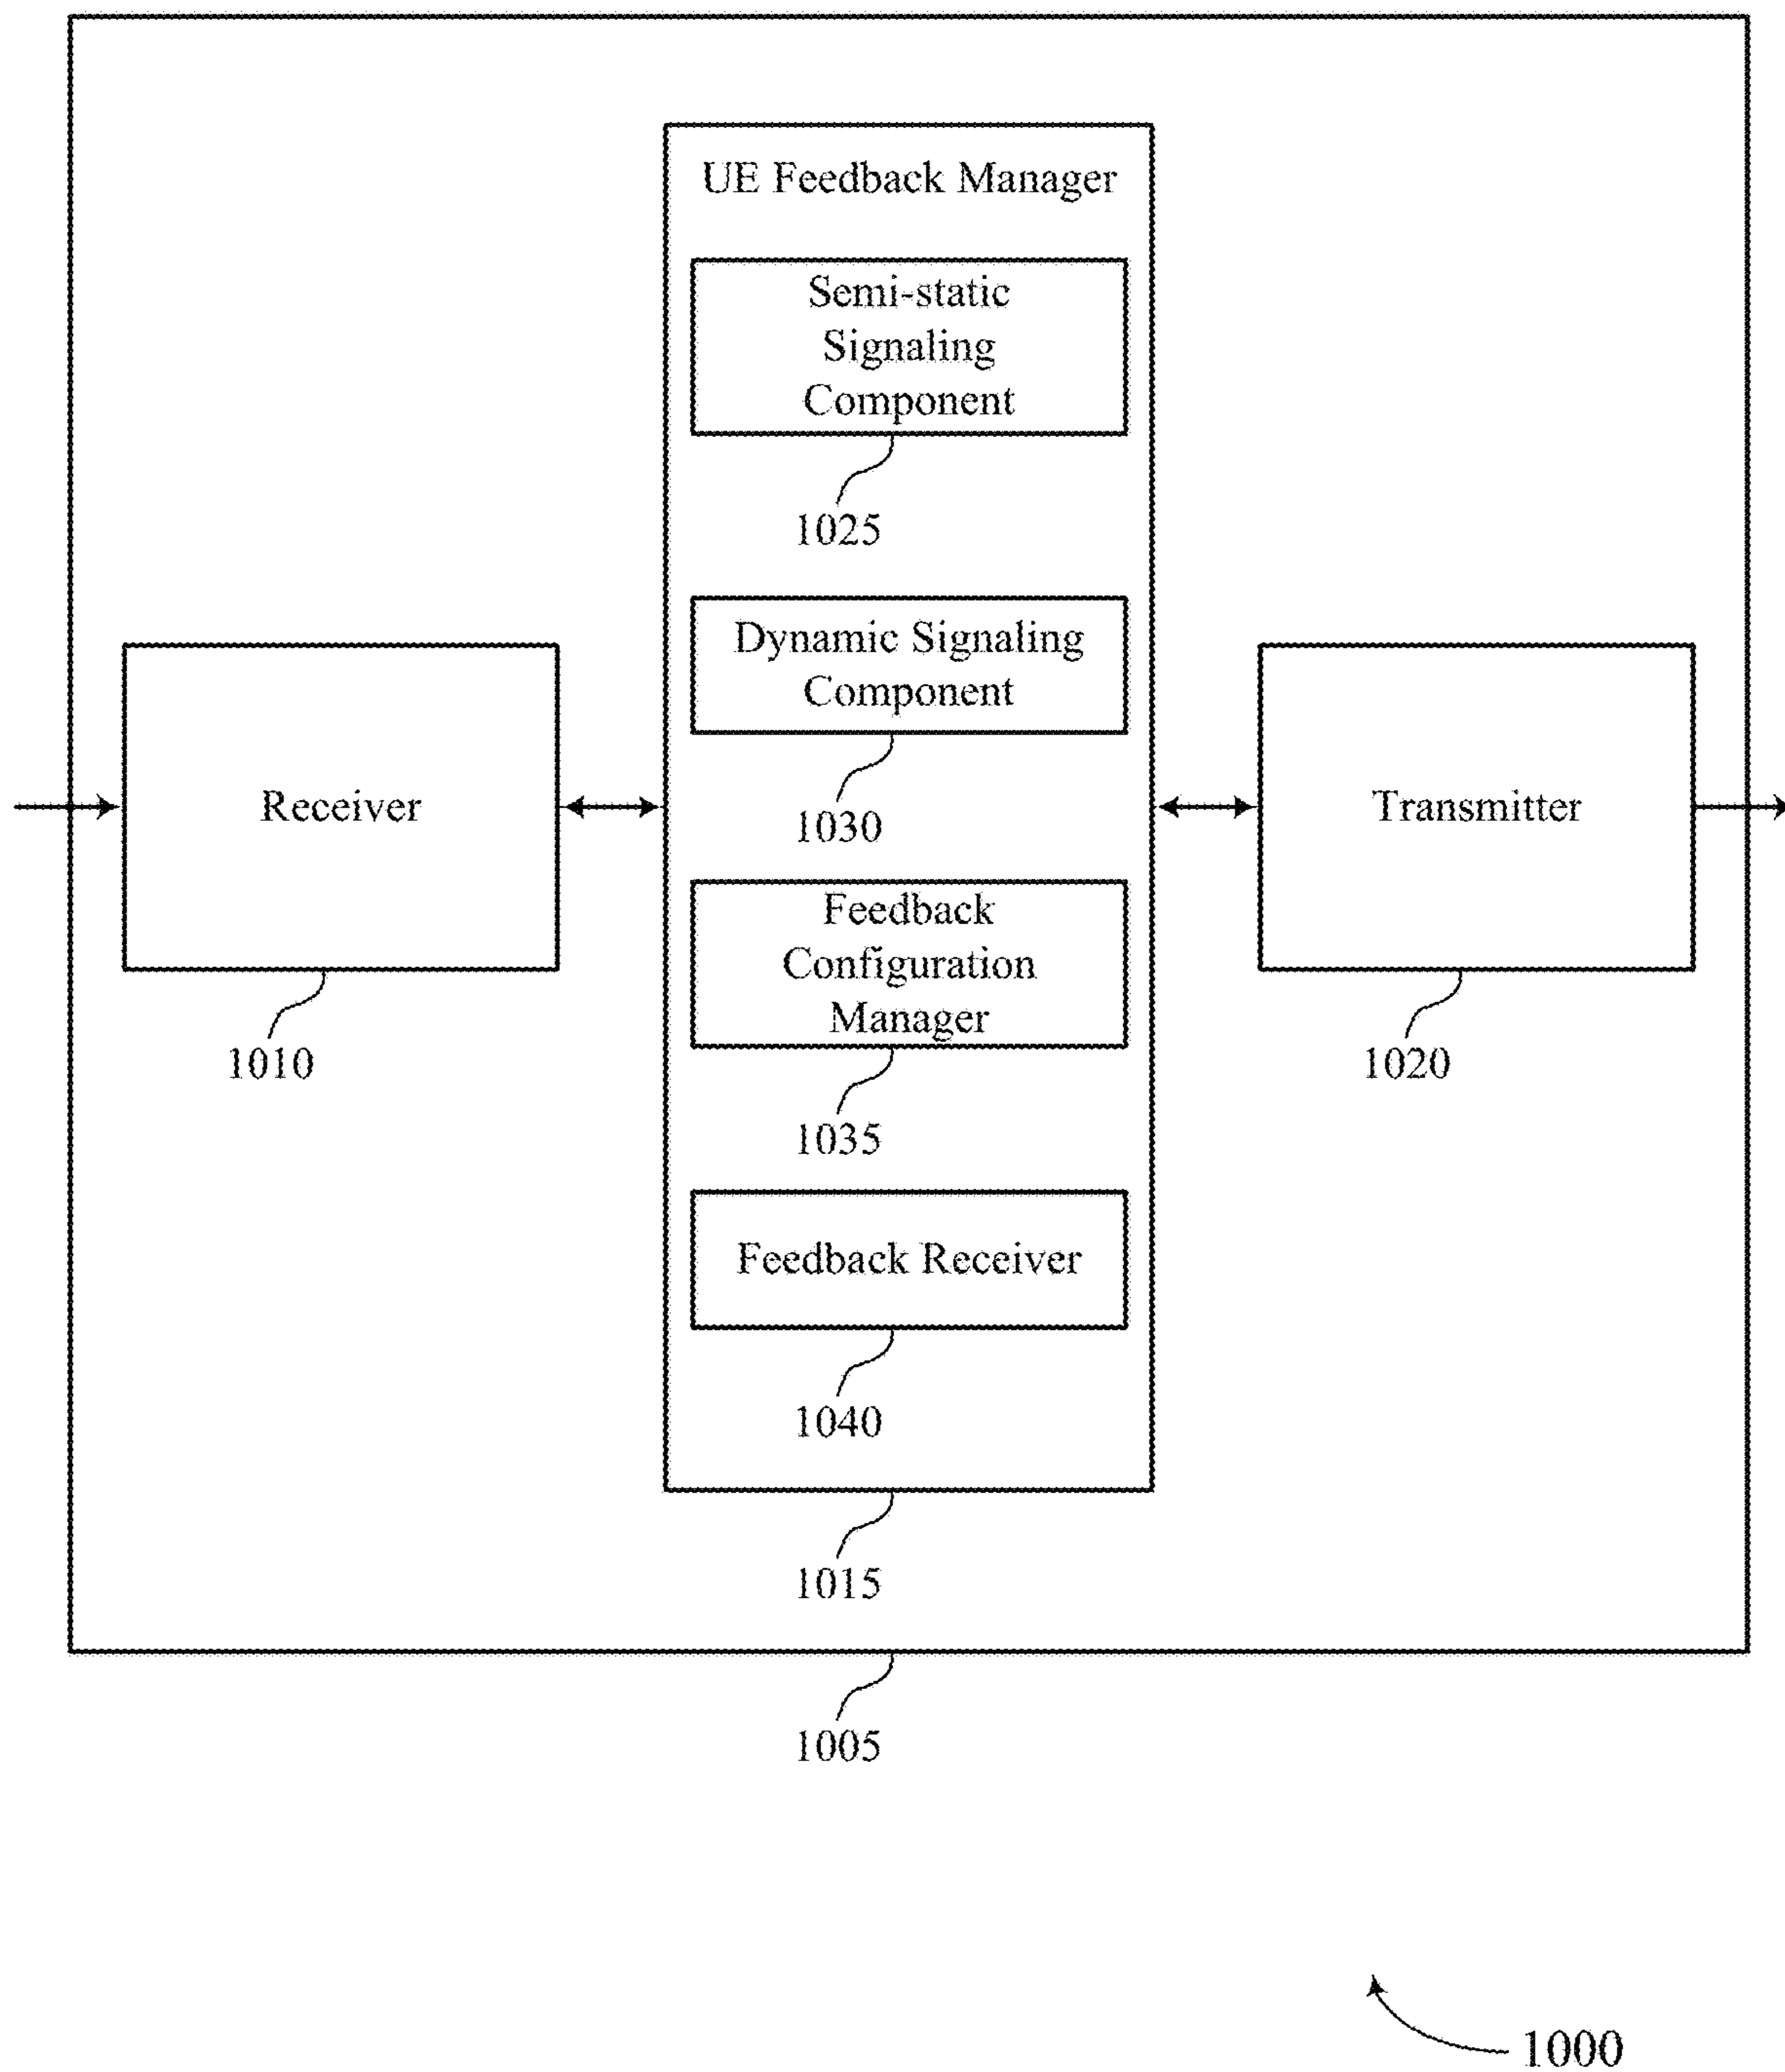 UE Feedback Manager
Semi-static
Signaling
Component
1025
Dynamic Signaling
Component
1030
Receiver
1010
Transmitter
1020
Feedback
Configuration
Manager
1035
Feedback Receiver
1040
1015
1005
1000